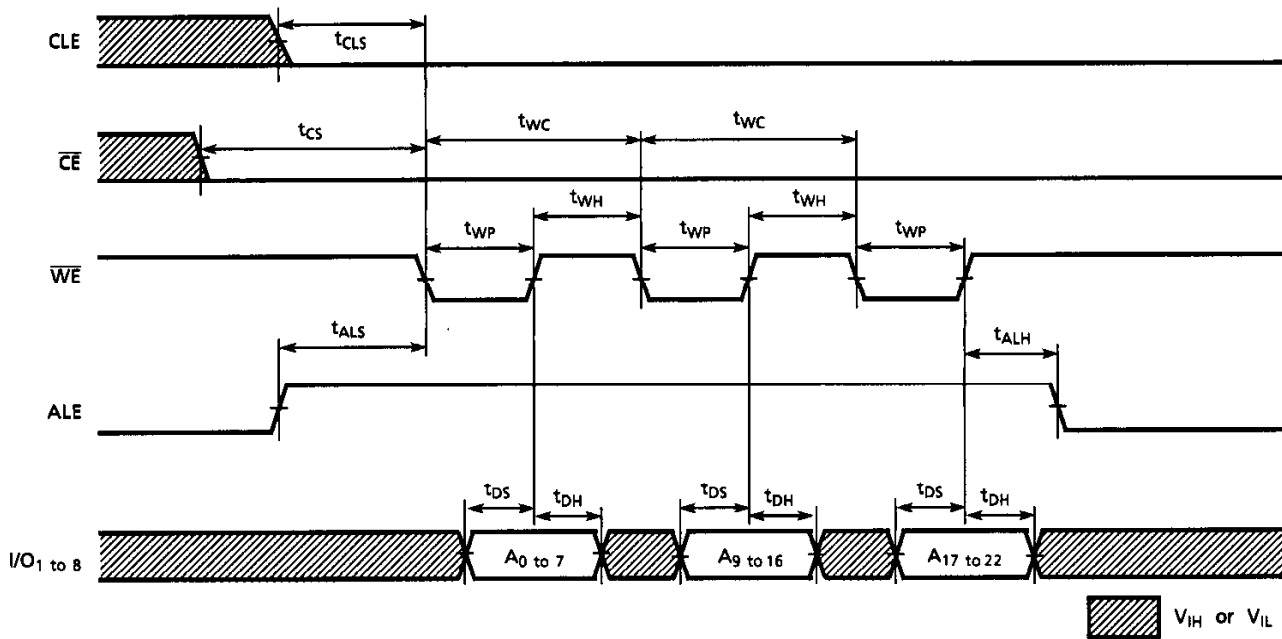 CLE
tCLS
CE
tCS
tWC
tWC
tWH
tWH
WE
tWP
tWP
tWP
tALS
tALH
ALE
tDS
tDH
tDS
tDH
tDS
tDH
I/O1 to 8
A0 to 7
A9 to 16
A17 to 22
VIH or VIL